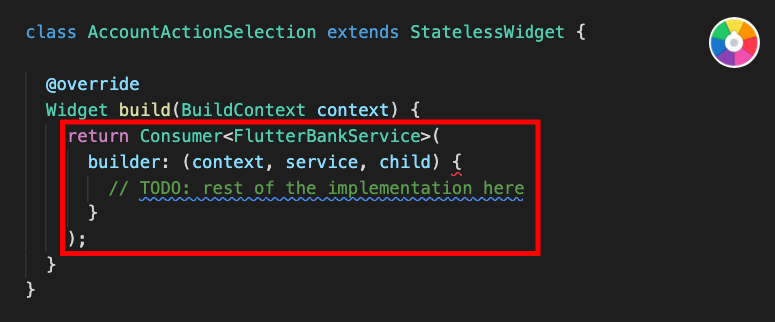 class AccountActionSelection extends StatelessWidget {
@override
Widget build(BuildContext context) {
return Consumer<FlutterBankService>(
builder: (context, service, child) {
// TODO: rest of the implementation here
}
);
}
}